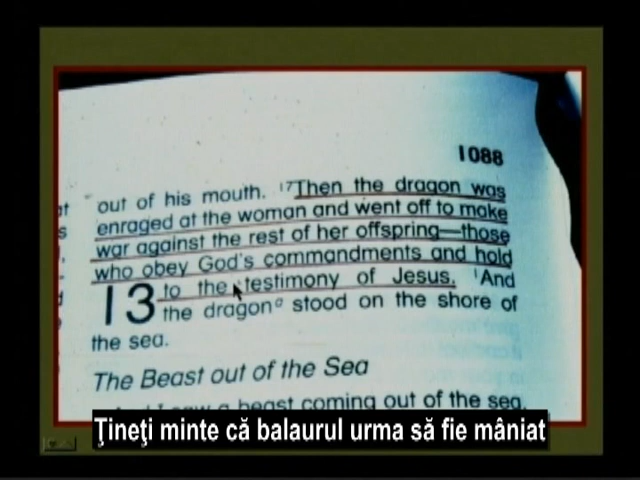 1088
out of his mouth. 17Then the dragon was
enraged at the woman and went off to make
war against the rest of her offspring—those
who obey God's commandments and hold
13 to the testimony of Jesus. 1And
the dragona stood on the shore of
the sea.
The Beast out of the Sea
a beast coming out of the sea.
Ţineţi minte că balaurul urma să fie mâniat